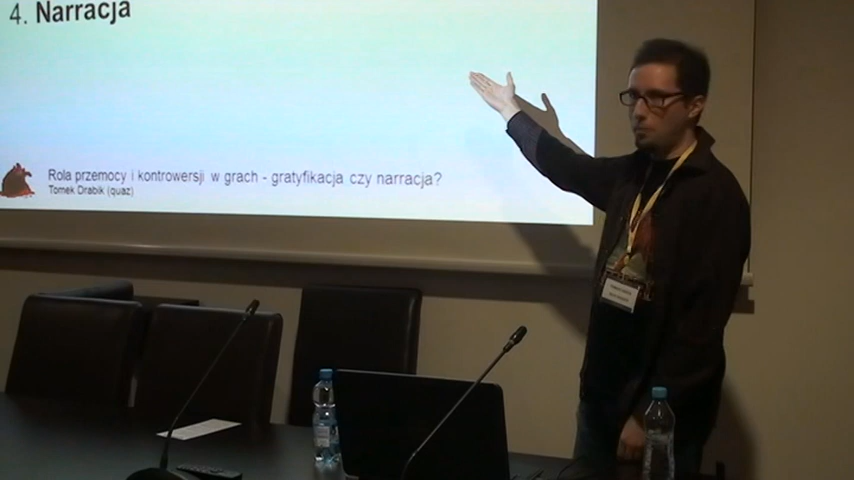 4. Narracja
Rola przemocy i kontrowersji w grach - gratyfikacja czy narracja?
Tomek Drabik (quaz)